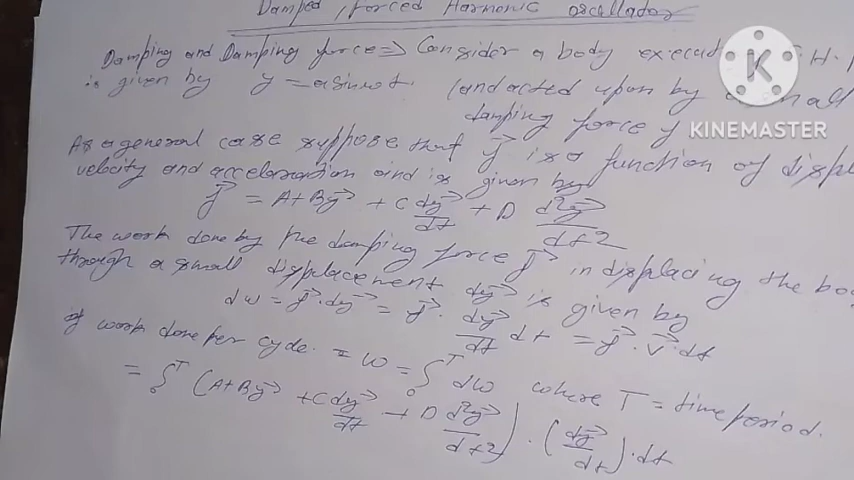 Damped, forced Harmonic oscillator
Damping and Damping force => Consider a body execut S.H.
is given by y = a sin wt. (and acted upon by a small
damping force f
As a general case suppose that f⃗ is a function of displa
velocity and acceleration and is given by
f⃗ = A + By⃗ + C dy⃗/dt + D d²y⃗/dt2
The work done by the damping force f⃗ in displacing the bo
through a small displacement dy⃗ is given by
dw = f⃗.dy⃗ = f⃗. dy⃗/dt dt = f⃗.v⃗.dt
work done per cycle. = W = ∫₀ᵀ dw where T = time period.
= ∫₀ᵀ (A + By⃗ + C dy⃗/dt + D d²y⃗/dt2) . (dy⃗/dt).dt
K
KINEMASTER